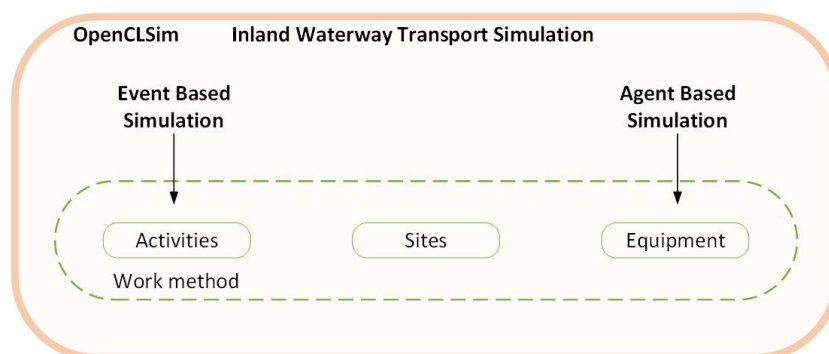 OpenCLSim Inland Waterway Transport Simulation
Event Based
Simulation
Agent Based
Simulation
Activities
Sites
Equipment
Work method